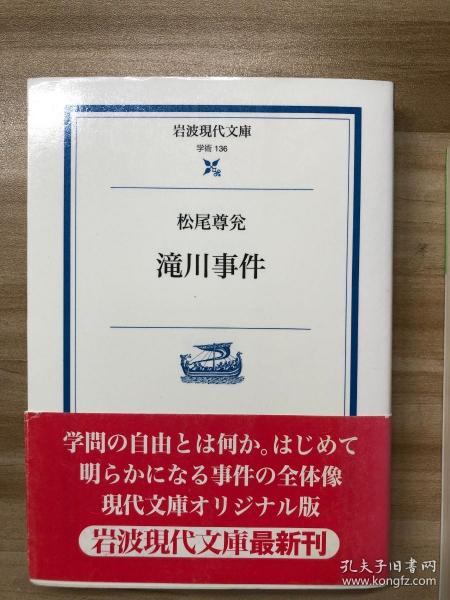 岩波現代文庫
学術 136
松尾尊兊
滝川事件
学問の自由とは何か。はじめて
明らかになる事件の全体像
現代文庫オリジナル版
岩波現代文庫最新刊
孔夫子旧书网
www.kongfz.com